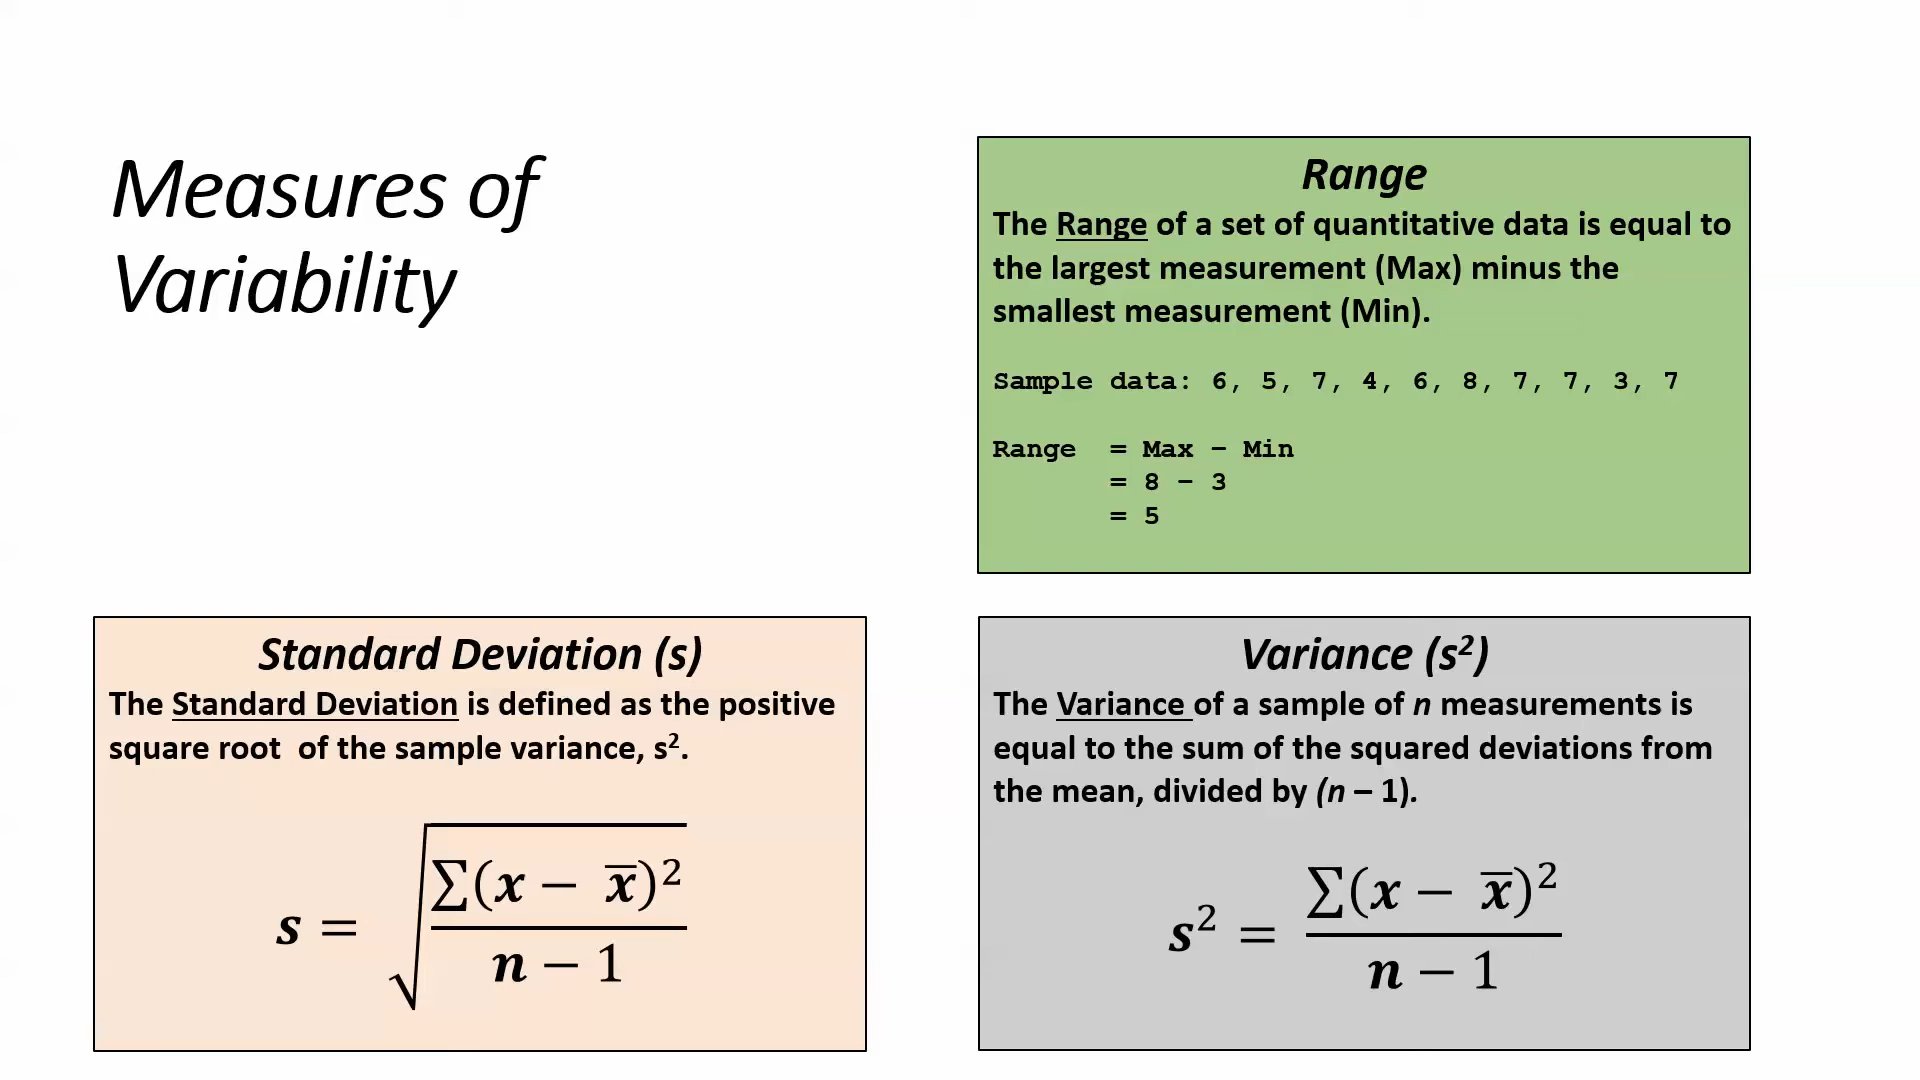 Measures of
Variability
Range
The Range of a set of quantitative data is equal to
the largest measurement (Max) minus the
smallest measurement (Min).
Sample data: 6, 5, 7, 4, 6, 8, 7, 7, 3, 7
Range = Max – Min
= 8 – 3
= 5
Standard Deviation (s)
The Standard Deviation is defined as the positive
square root  of the sample variance, s².
s = √(∑(x − x̅)² / (n − 1))
Variance (s²)
The Variance of a sample of n measurements is
equal to the sum of the squared deviations from
the mean, divided by (n – 1).
s² = ∑(x − x̅)² / (n − 1)